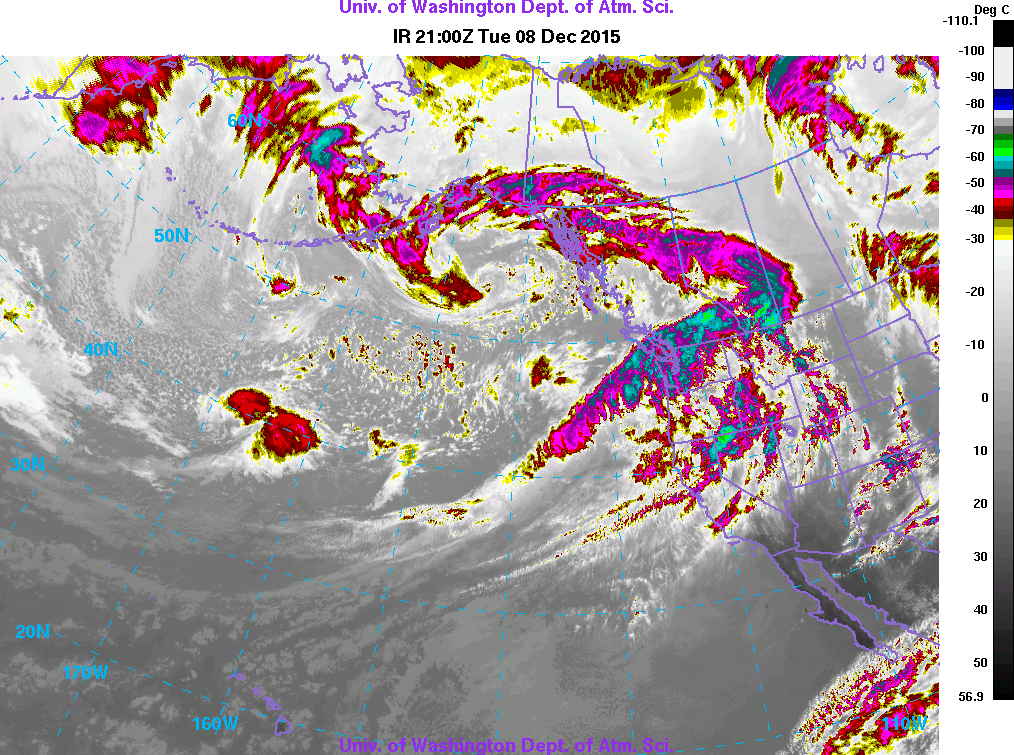 Univ. of Washington Dept. of Atm. Sci.
IR 21:00Z Tue 08 Dec 2015
Deg C
-110.1
-100
-90
-80
-70
-60
-50
-40
-30
-20
-10
0
10
20
30
40
50
56.9
60N
50N
40N
30N
20N
170W
160W
110W
Univ. of Washington Dept. of Atm. Sci.